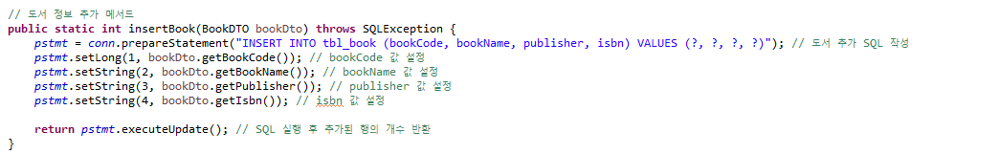 // 도서 정보 추가 메서드
public static int insertBook(BookDTO bookDto) throws SQLException {
    pstmt = conn.prepareStatement("INSERT INTO tbl_book (bookCode, bookName, publisher, isbn) VALUES (?, ?, ?, ?)"); // 도서 추가 SQL 작성
    pstmt.setLong(1, bookDto.getBookCode()); // bookCode 값 설정
    pstmt.setString(2, bookDto.getBookName()); // bookName 값 설정
    pstmt.setString(3, bookDto.getPublisher()); // publisher 값 설정
    pstmt.setString(4, bookDto.getIsbn()); // isbn 값 설정

    return pstmt.executeUpdate(); // SQL 실행 후 추가된 행의 개수 반환
}